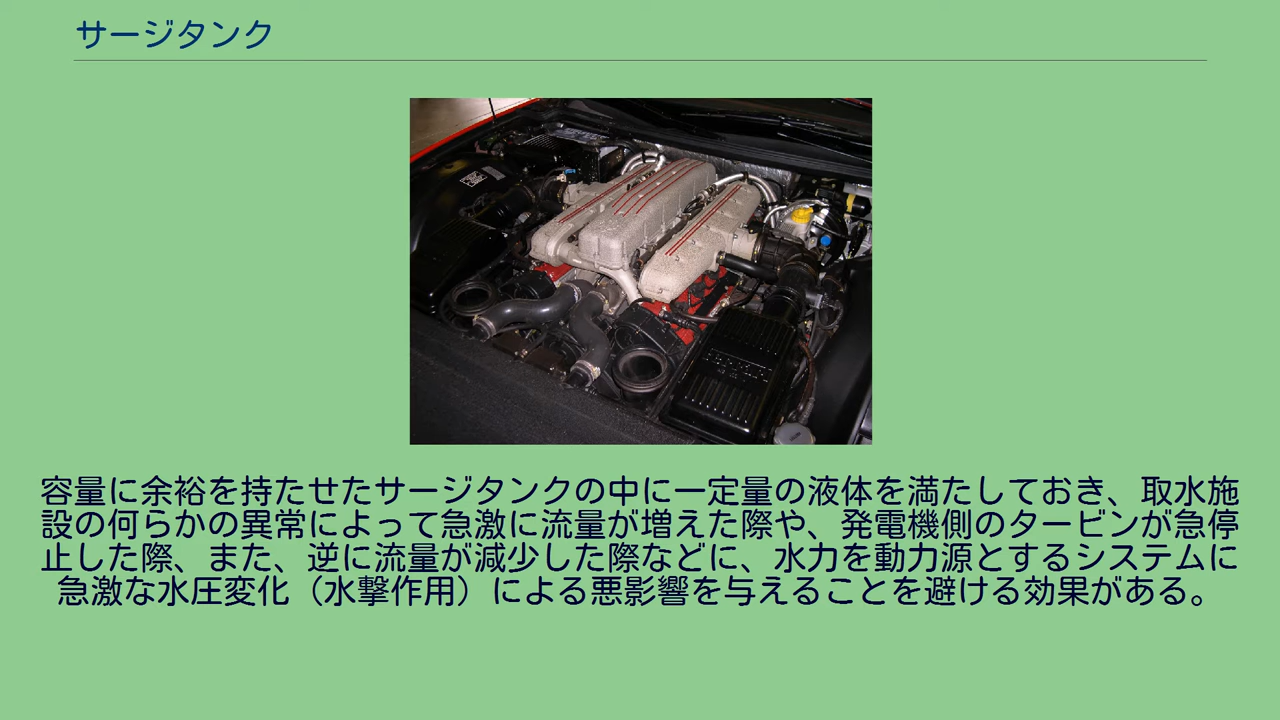 サージタンク
容量に余裕を持たせたサージタンクの中に一定量の液体を満たしておき、取水施
設の何らかの異常によって急激に流量が増えた際や、発電機側のタービンが急停
止した際、また、逆に流量が減少した際などに、水力を動力源とするシステムに
急激な水圧変化（水撃作用）による悪影響を与えることを避ける効果がある。